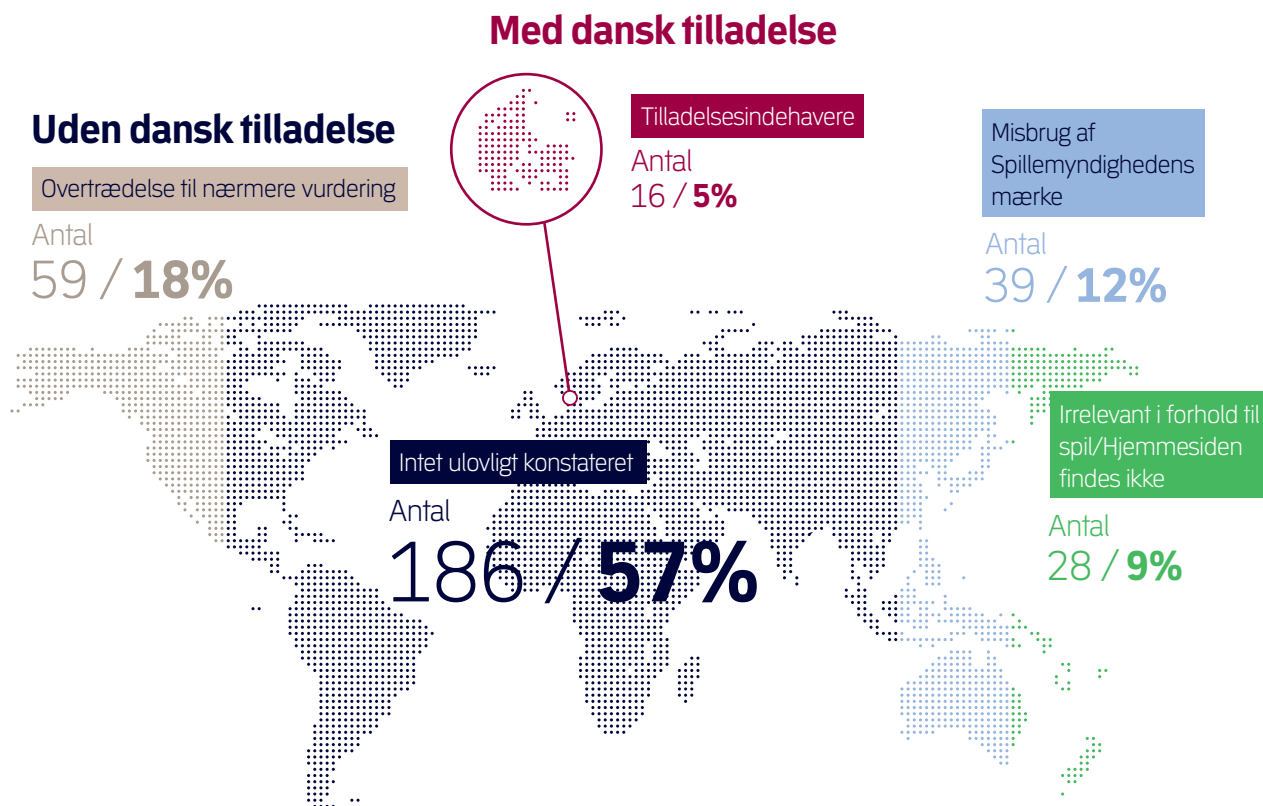 Med dansk tilladelse
Uden dansk tilladelse
Overtrædelse til nærmere vurdering
Antal
59 / 18%
Tilladelsesindehavere
Antal
16 / 5%
Misbrug af
Spillemyndighedens
mærke
Antal
39 / 12%
Intet ulovligt konstateret
Antal
186 / 57%
Irrelevant i forhold til
spil/Hjemmesiden
findes ikke
Antal
28 / 9%